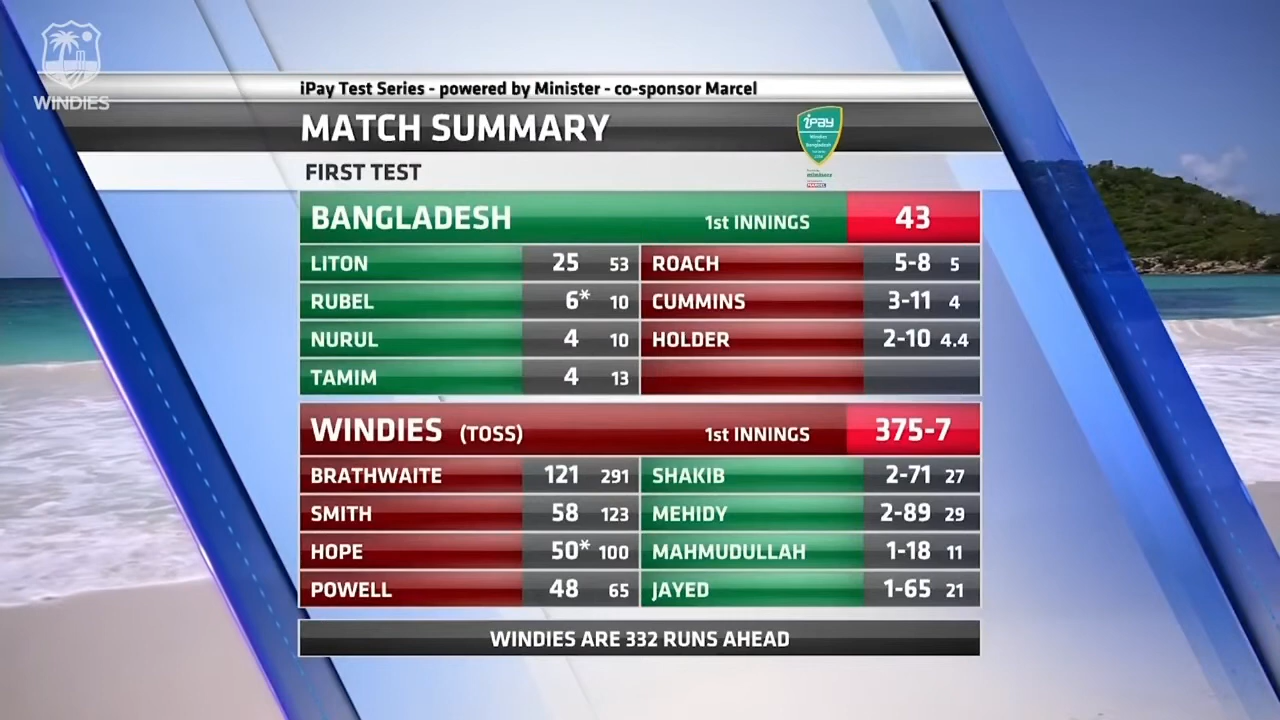 WINDIES
iPay Test Series - powered by Minister - co-sponsor Marcel
MATCH SUMMARY
iPay
Windies
Bangladesh
FIRST TEST
BANGLADESH 1st INNINGS 43
LITON 25 53 ROACH 5-8 5
RUBEL 6* 10 CUMMINS 3-11 4
NURUL 4 10 HOLDER 2-10 4.4
TAMIM 4 13
WINDIES (TOSS) 1st INNINGS 375-7
BRATHWAITE 121 291 SHAKIB 2-71 27
SMITH 58 123 MEHIDY 2-89 29
HOPE 50* 100 MAHMUDULLAH 1-18 11
POWELL 48 65 JAYED 1-65 21
WINDIES ARE 332 RUNS AHEAD